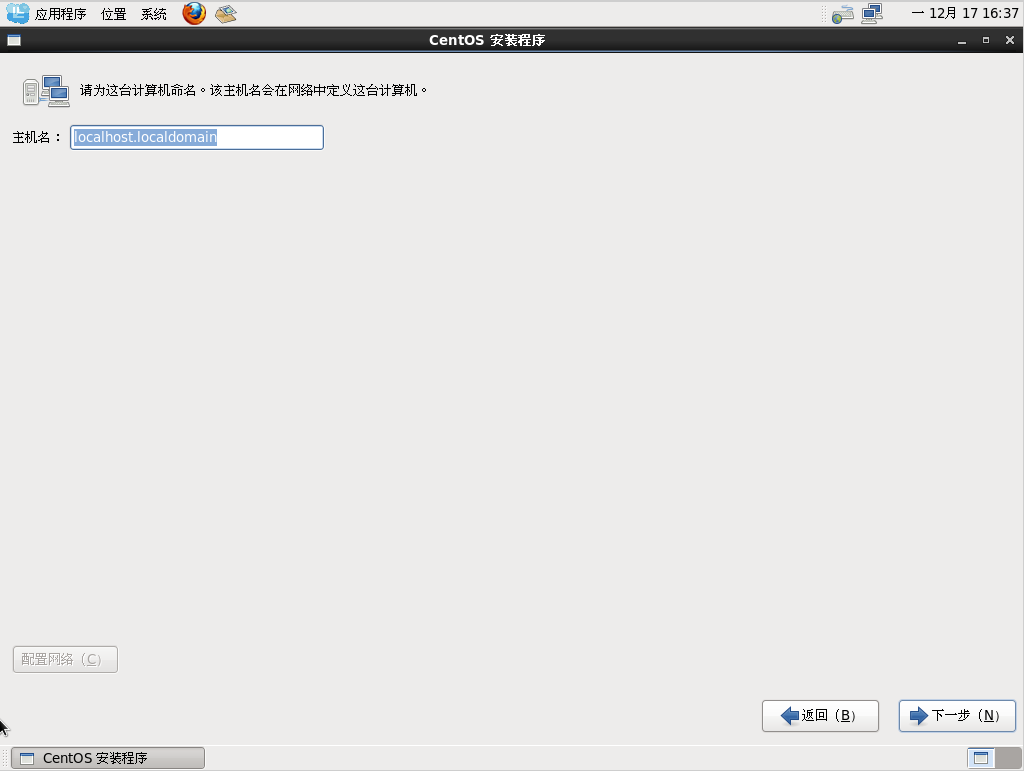 应用程序 位置 系统 一 12月 17 16:37
CentOS 安装程序
请为这台计算机命名。该主机名会在网络中定义这台计算机。
主机名： localhost.localdomain
配置网络（C）
返回（B） 下一步（N）
CentOS 安装程序